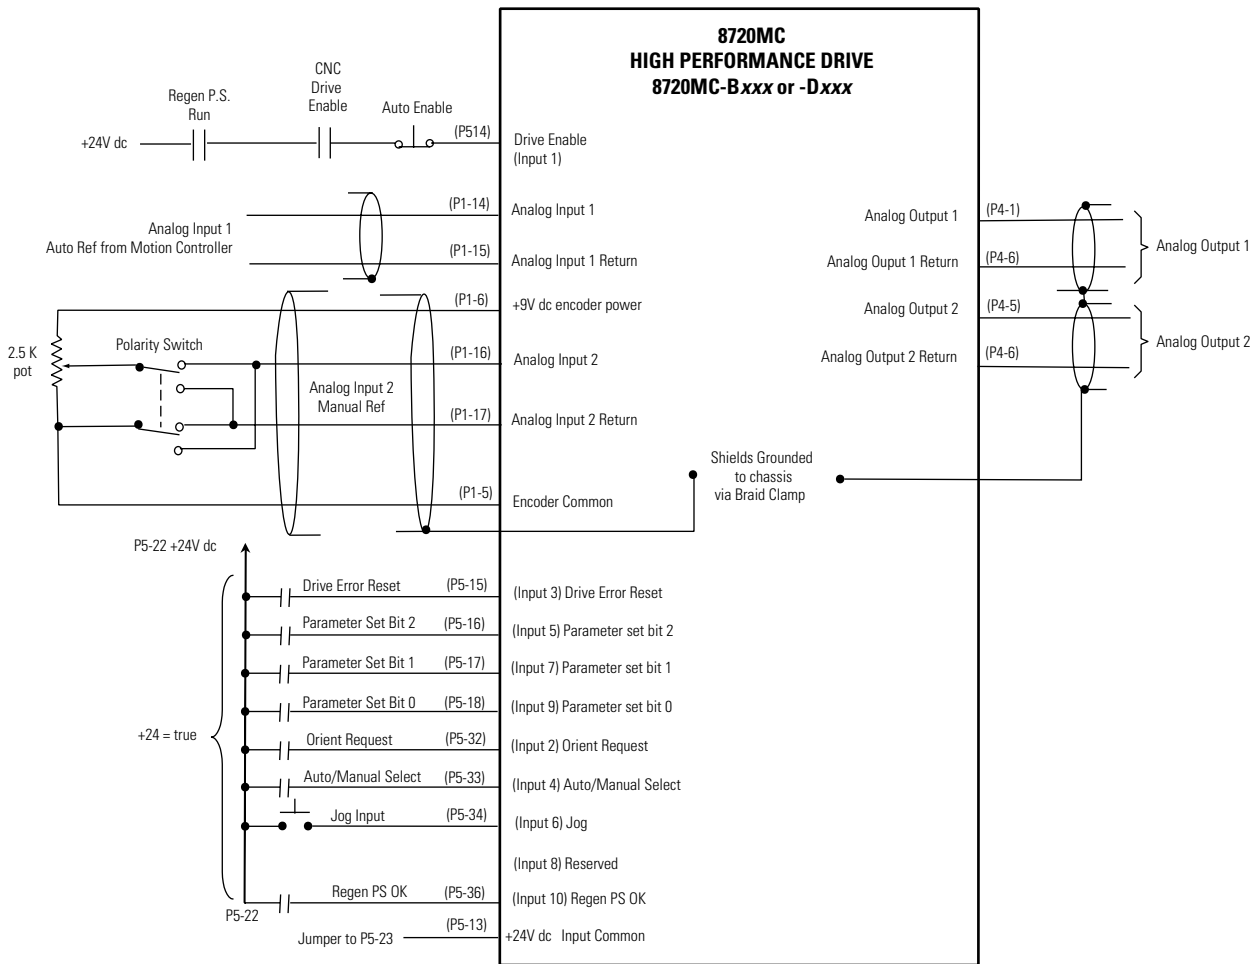 8720MC
HIGH PERFORMANCE DRIVE
8720MC-Bxxx or -Dxxx
Regen P.S.
Run
CNC
Drive
Enable
Auto Enable
+24V dc
(P514)
Drive Enable
(Input 1)
Analog Input 1
Auto Ref from Motion Controller
(P1-14)
Analog Input 1
(P1-15)
Analog Input 1 Return
(P1-6)
+9V dc encoder power
2.5 K
pot
Polarity Switch
Analog Input 2
Manual Ref
(P1-16)
Analog Input 2
(P1-17)
Analog Input 2 Return
(P1-5)
Encoder Common
Analog Output 1
(P4-1)
Analog Ouput 1 Return
(P4-6)
Analog Output 1
Analog Output 2
(P4-5)
Analog Output 2 Return
(P4-6)
Analog Output 2
Shields Grounded
to chassis
via Braid Clamp
P5-22 +24V dc
+24 = true
Drive Error Reset
(P5-15)
(Input 3) Drive Error Reset
Parameter Set Bit 2
(P5-16)
(Input 5) Parameter set bit 2
Parameter Set Bit 1
(P5-17)
(Input 7) Parameter set bit 1
Parameter Set Bit 0
(P5-18)
(Input 9) Parameter set bit 0
Orient Request
(P5-32)
(Input 2) Orient Request
Auto/Manual Select
(P5-33)
(Input 4) Auto/Manual Select
Jog Input
(P5-34)
(Input 6) Jog
(Input 8) Reserved
Regen PS OK
(P5-36)
(Input 10) Regen PS OK
P5-22
Jumper to P5-23
(P5-13)
+24V dc Input Common